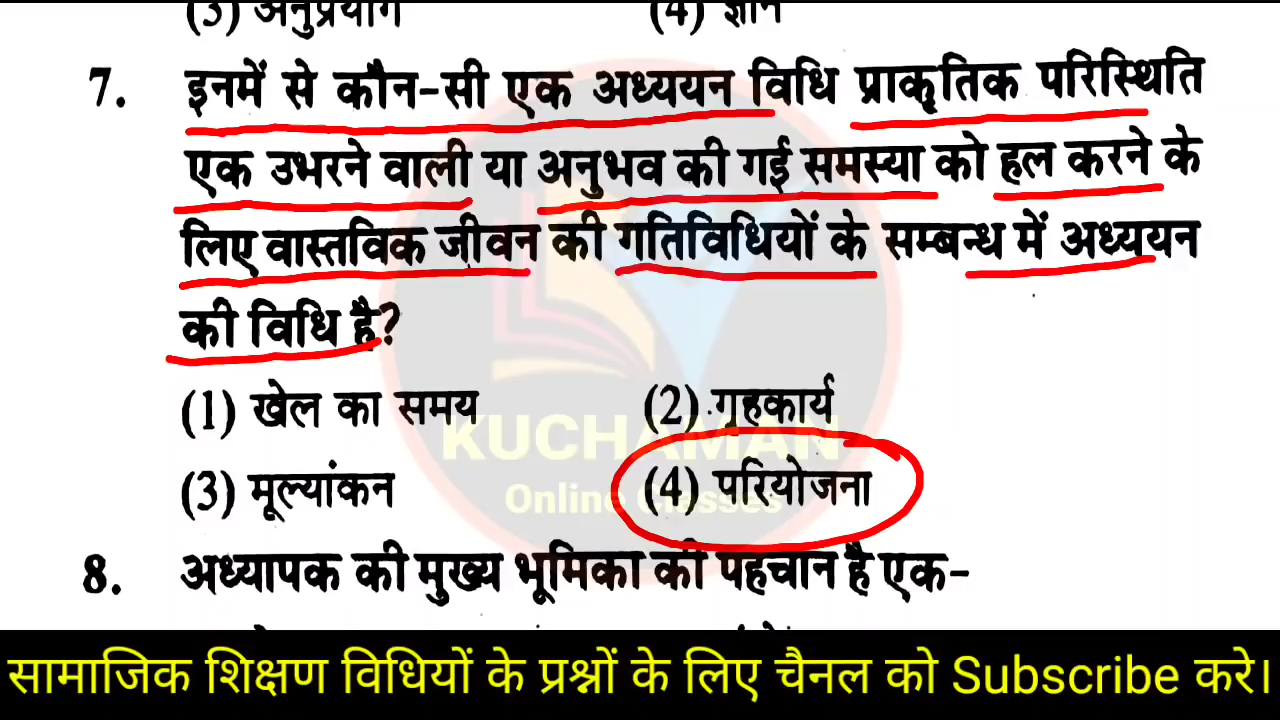 (3) अनुप्रयोग (4) ज्ञान
7. इनमें से कौन-सी एक अध्ययन विधि प्राकृतिक परिस्थिति
एक उभरने वाली या अनुभव की गई समस्या को हल करने के
लिए वास्तविक जीवन की गतिविधियों के सम्बन्ध में अध्ययन
की विधि है?
(1) खेल का समय (2) गृहकार्य
(3) मूल्यांकन (4) परियोजना
KUCHAMAN
Online Classes
8. अध्यापक की मुख्य भूमिका की पहचान है एक-
सामाजिक शिक्षण विधियों के प्रश्नों के लिए चैनल को Subscribe करे।